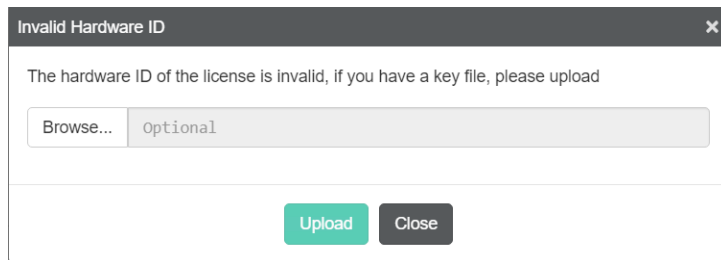 Invalid Hardware ID
The hardware ID of the license is invalid, if you have a key file, please upload
Browse... Optional
Upload Close